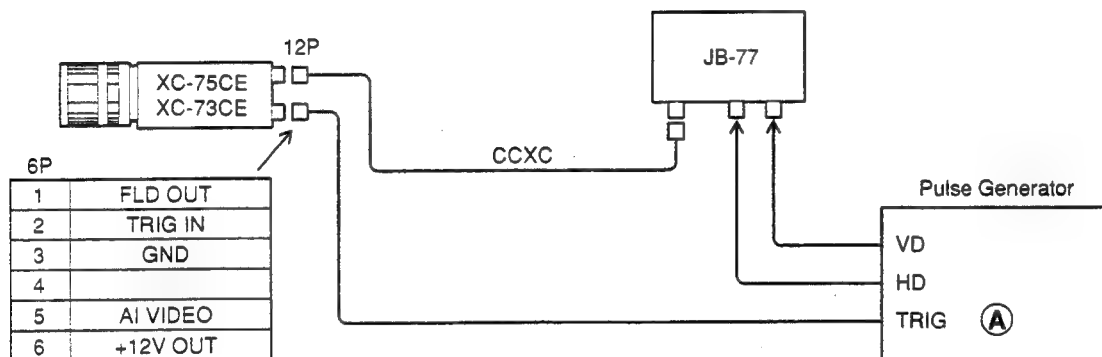 12P
JB-77
XC-75CE
XC-73CE
CCXC
6P
1 FLD OUT
2 TRIG IN
3 GND
4
5 AI VIDEO
6 +12V OUT
Pulse Generator
VD
HD
TRIG A